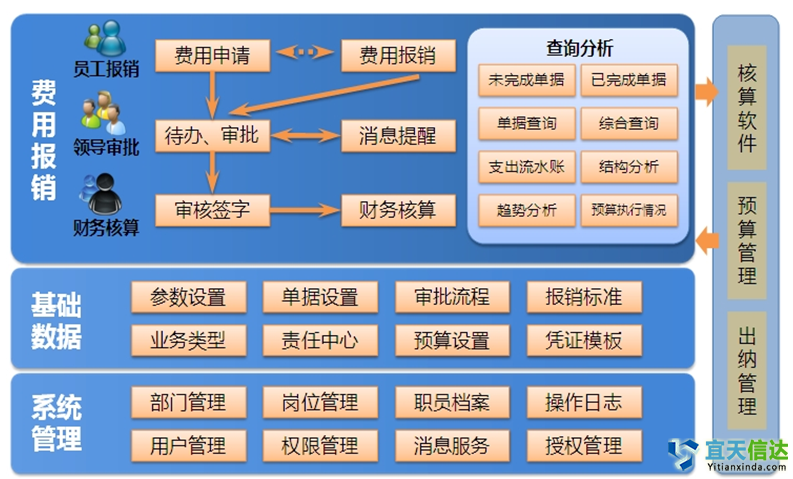 费用报销
员工报销
领导审批
财务核算
费用申请
费用报销
待办、审批
消息提醒
审核签字
财务核算
查询分析
未完成单据
已完成单据
单据查询
综合查询
支出流水账
结构分析
趋势分析
预算执行情况
核算软件
预算管理
出纳管理
基础
数据
参数设置
单据设置
审批流程
报销标准
业务类型
责任中心
预算设置
凭证模板
系统
管理
部门管理
岗位管理
职员档案
操作日志
用户管理
权限管理
消息服务
授权管理
宜天信达
Yitianxinda.com